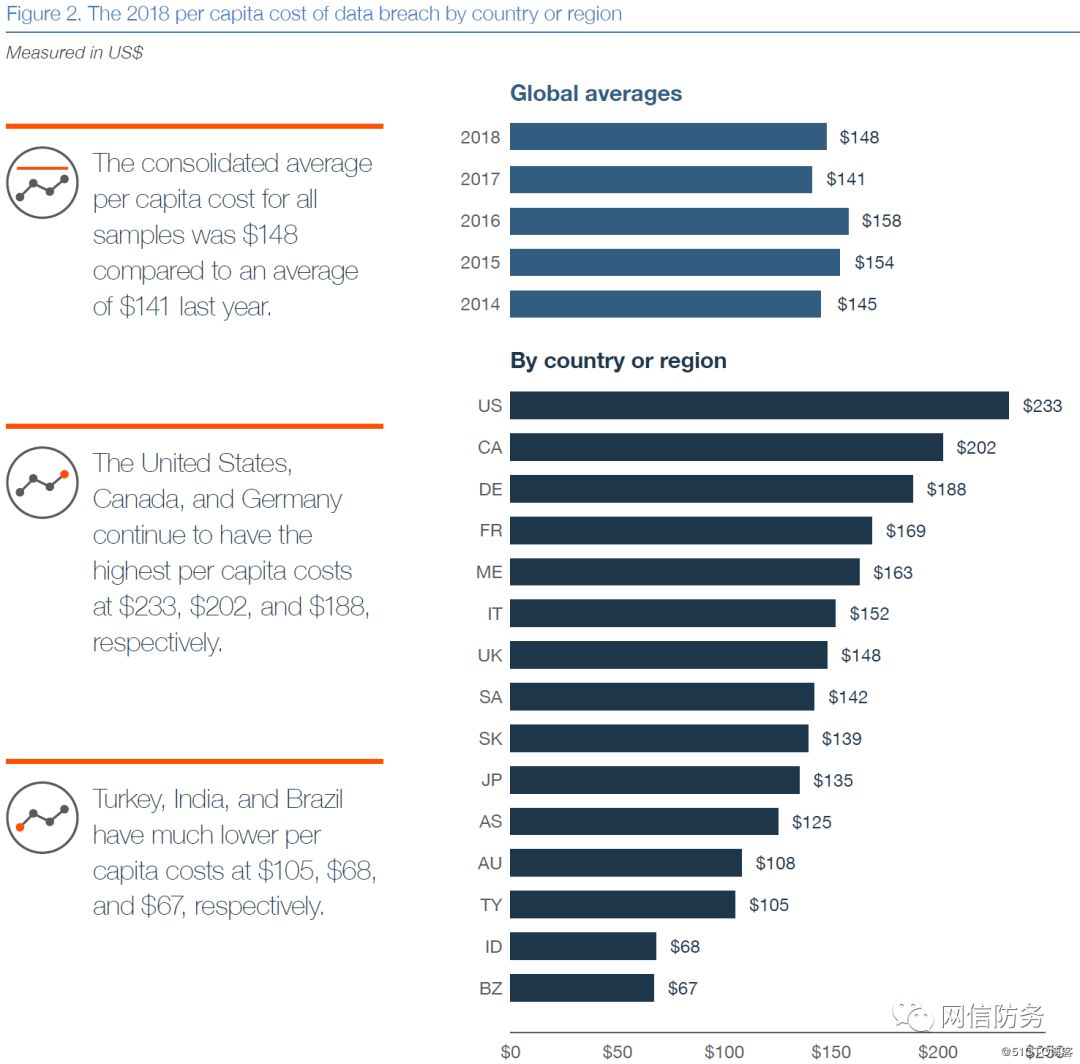 Figure 2. The 2018 per capita cost of data breach by country or region
Measured in US$
The consolidated average
per capita cost for all
samples was $148
compared to an average
of $141 last year.
The United States,
Canada, and Germany
continue to have the
highest per capita costs
at $233, $202, and $188,
respectively.
Turkey, India, and Brazil
have much lower per
capita costs at $105, $68,
and $67, respectively.
Global averages
2018 $148
2017 $141
2016 $158
2015 $154
2014 $145
By country or region
US $233
CA $202
DE $188
FR $169
ME $163
IT $152
UK $148
SA $142
SK $139
JP $135
AS $125
AU $108
TY $105
ID $68
BZ $67
$0 $50 $100 $150 $200 $250
网信防务
@51CTO博客